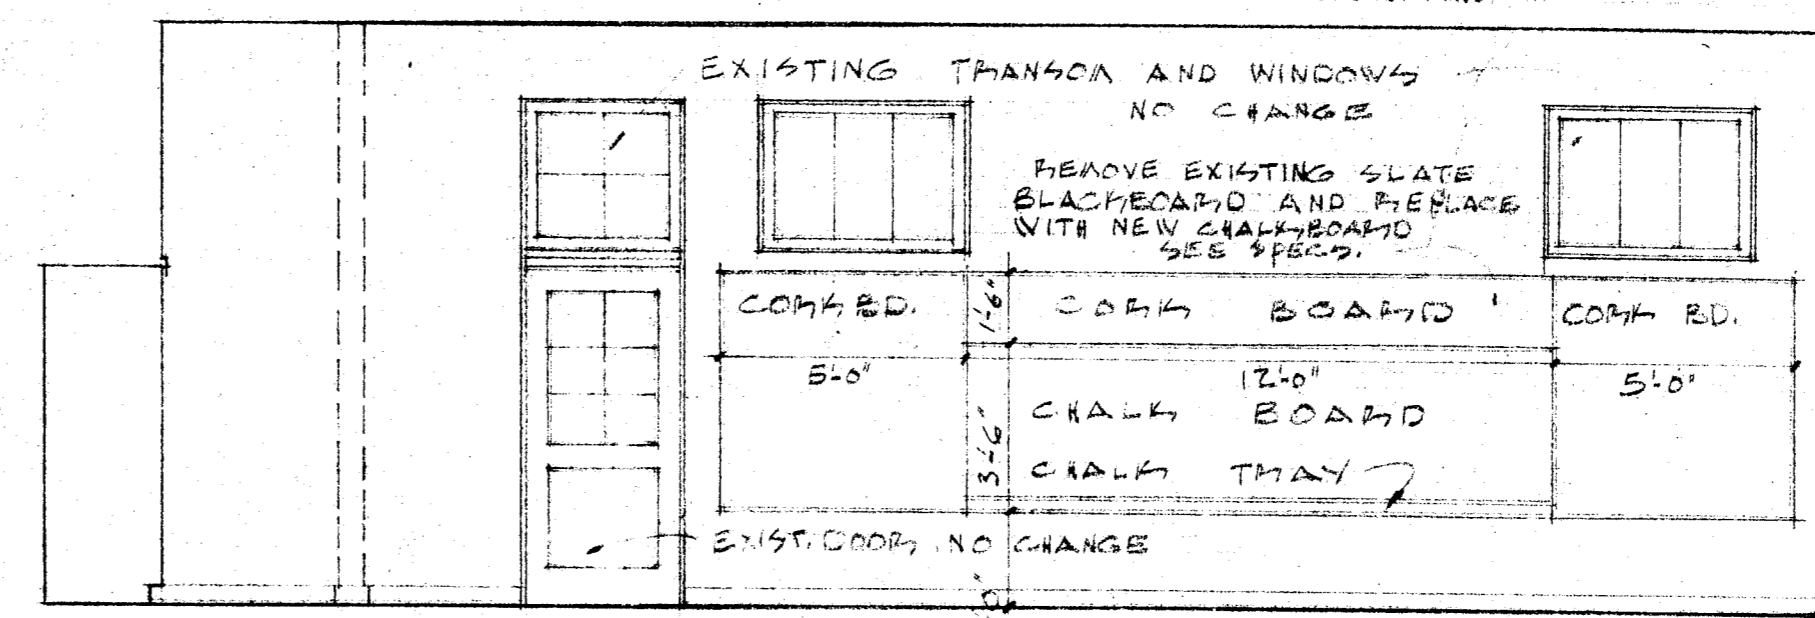 EXISTING TRANSOM AND WINDOWS
NO CHANGE
REMOVE EXISTING SLATE
BLACKBOARD AND REPLACE
WITH NEW CHALKBOARD
SEE SPECS.
CORK BD.
1'-6"
CORK BOARD
CORK BD.
5'-0"
12'-0"
5'-0"
CHALK BOARD
3'-6"
CHALK TRAY
EXIST. DOOR NO CHANGE